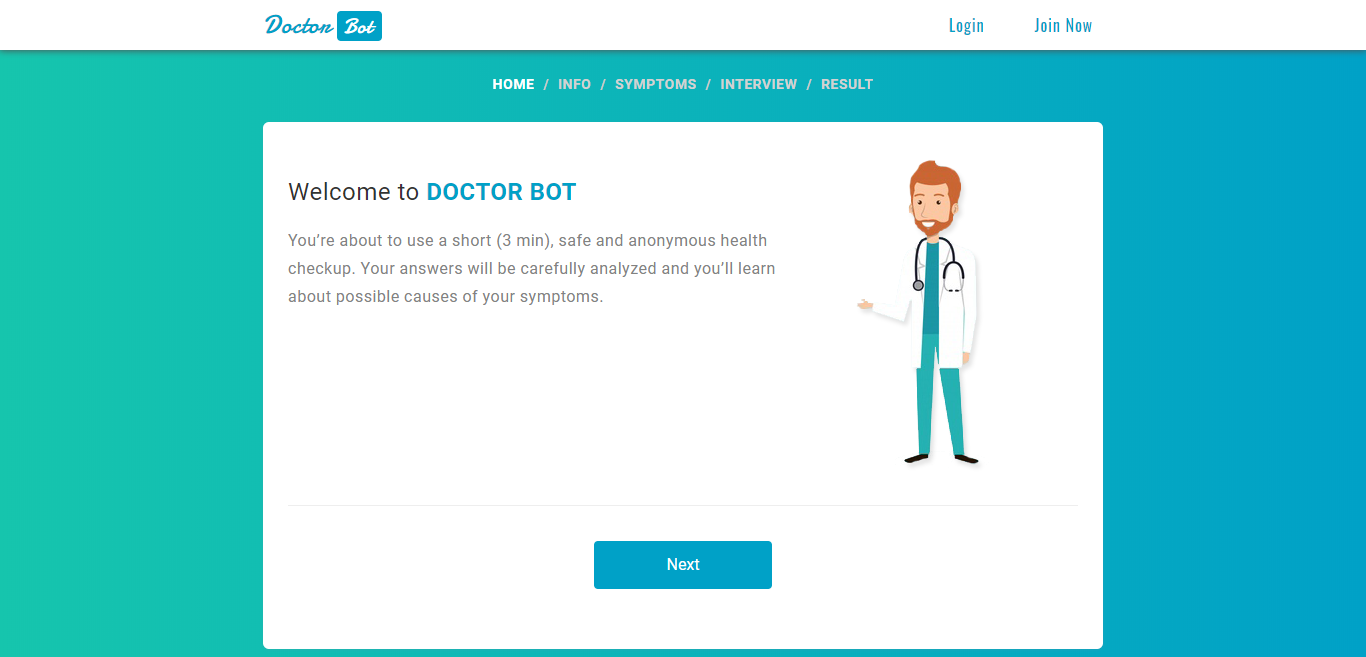 Doctor Bot
Login
Join Now
HOME / INFO / SYMPTOMS / INTERVIEW / RESULT
Welcome to DOCTOR BOT
You’re about to use a short (3 min), safe and anonymous health
checkup. Your answers will be carefully analyzed and you’ll learn
about possible causes of your symptoms.
Next